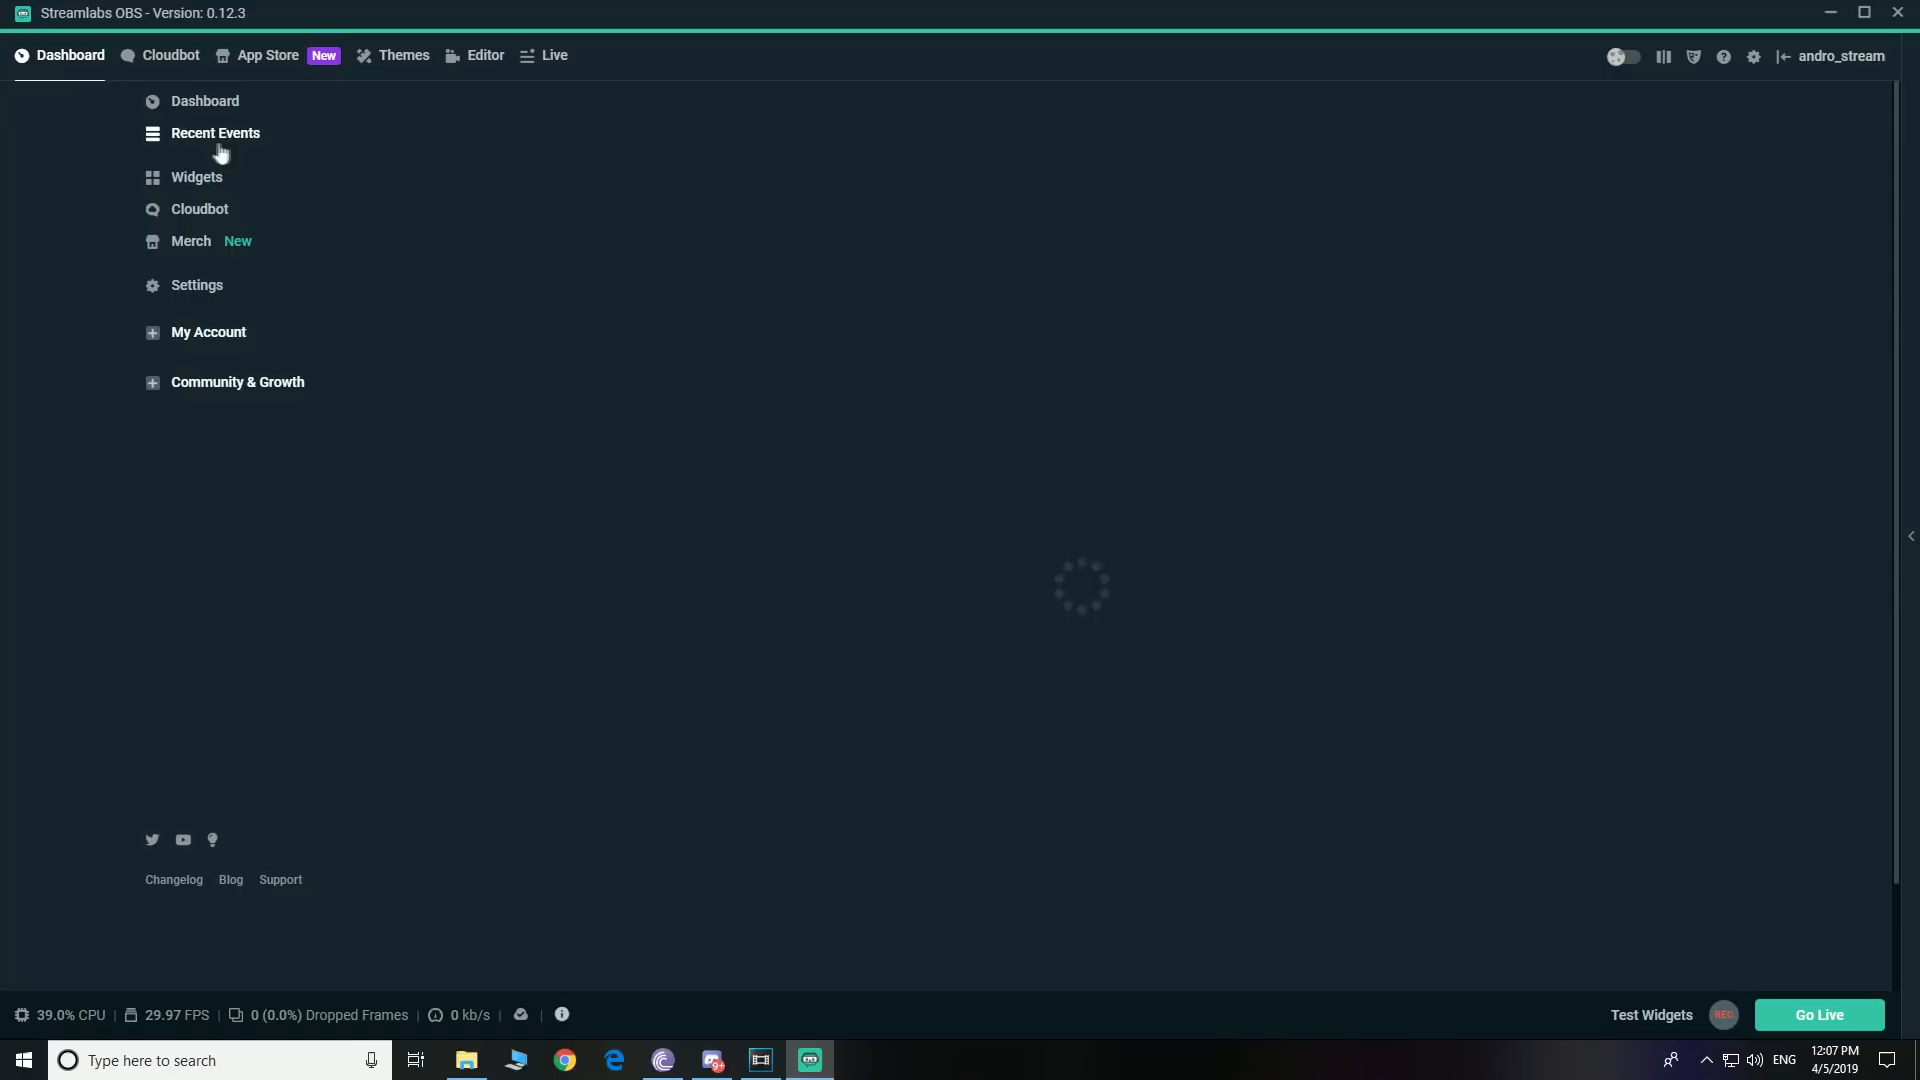 Streamlabs OBS - Version: 0.12.3
Dashboard Cloudbot App Store New Themes Editor Live andro_stream
Dashboard
Recent Events
Widgets
Cloudbot
Merch New
Settings
My Account
Community & Growth
Changelog Blog Support
39.0% CPU | 29.97 FPS | 0 (0.0%) Dropped Frames | 0 kb/s | | Test Widgets REC Go Live
Type here to search 9+ ENG 12:07 PM
4/5/2019